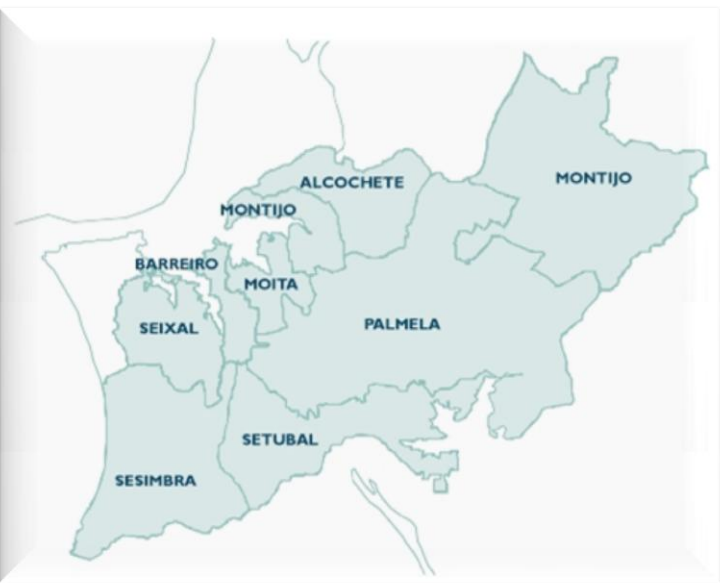 MONTIJO
ALCOCHETE
MONTIJO
BARREIRO
MOITA
SEIXAL
PALMELA
SETUBAL
SESIMBRA